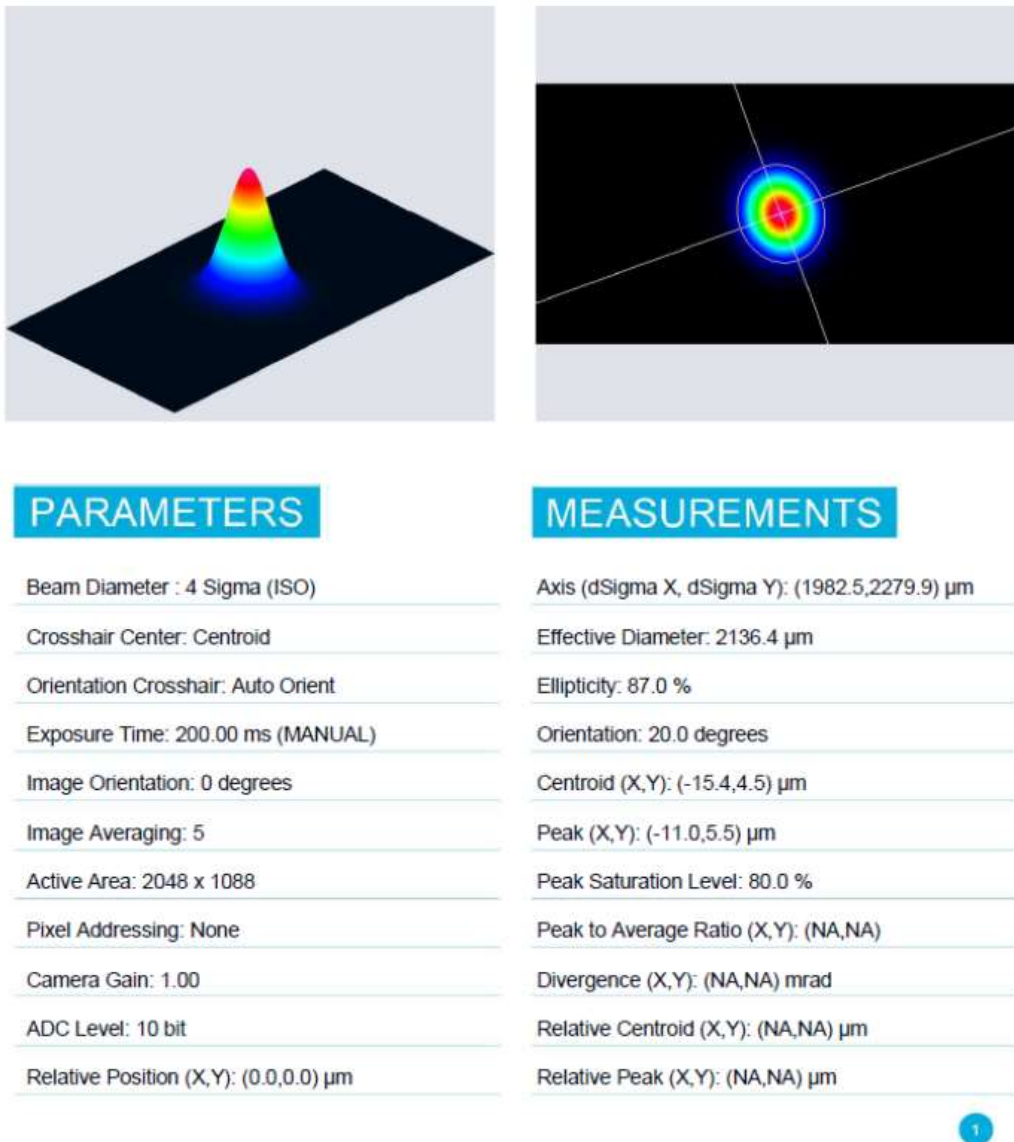 PARAMETERS
Beam Diameter : 4 Sigma (ISO)
Crosshair Center: Centroid
Orientation Crosshair: Auto Orient
Exposure Time: 200.00 ms (MANUAL)
Image Orientation: 0 degrees
Image Averaging: 5
Active Area: 2048 x 1088
Pixel Addressing: None
Camera Gain: 1.00
ADC Level: 10 bit
Relative Position (X,Y): (0.0,0.0) µm
MEASUREMENTS
Axis (dSigma X, dSigma Y): (1982.5,2279.9) µm
Effective Diameter: 2136.4 µm
Ellipticity: 87.0 %
Orientation: 20.0 degrees
Centroid (X,Y): (-15.4,4.5) µm
Peak (X,Y): (-11.0,5.5) µm
Peak Saturation Level: 80.0 %
Peak to Average Ratio (X,Y): (NA,NA)
Divergence (X,Y): (NA,NA) mrad
Relative Centroid (X,Y): (NA,NA) µm
Relative Peak (X,Y): (NA,NA) µm
1